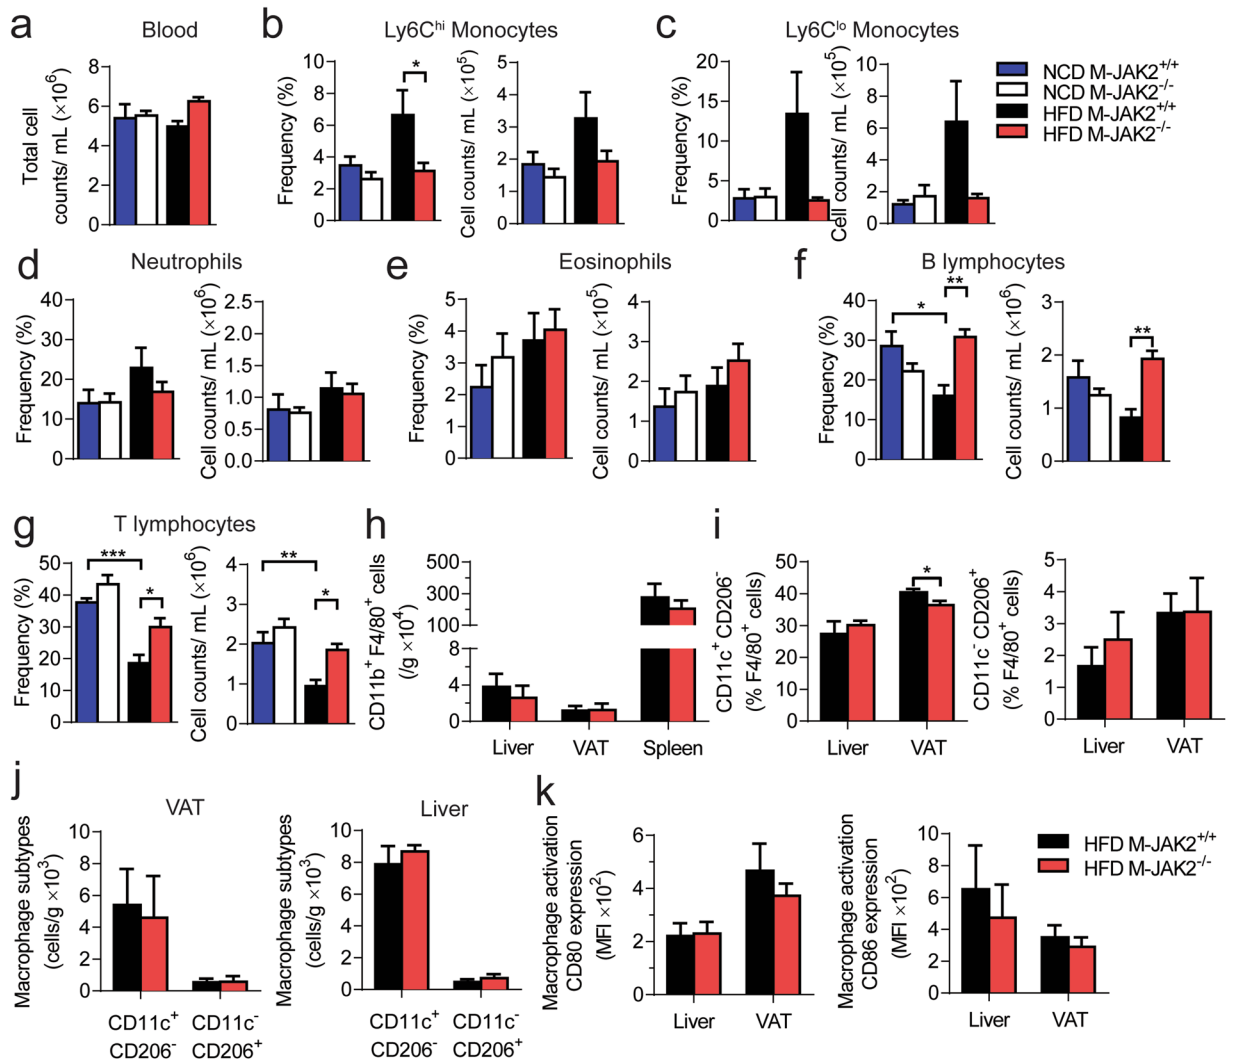 a
Blood
Total cell
counts/ mL (×10⁶)
8
6
4
2
0
b
Ly6Cʰⁱ Monocytes
Frequency (%)
10
8
6
4
2
0
*
Cell counts/ mL (×10⁵)
5
4
3
2
1
0
c
Ly6Cˡᵒ Monocytes
Frequency (%)
20
15
10
5
0
Cell counts/ mL (×10⁵)
10
8
6
4
2
0
NCD M-JAK2⁺/⁺
NCD M-JAK2⁻/⁻
HFD M-JAK2⁺/⁺
HFD M-JAK2⁻/⁻
d
Neutrophils
Frequency (%)
40
30
20
10
0
Cell counts/ mL (×10⁶)
2.5
2.0
1.5
1.0
0.5
0.0
e
Eosinophils
Frequency (%)
5
4
3
2
1
0
Cell counts/ mL (×10⁵)
4
3
2
1
0
f
B lymphocytes
Frequency (%)
40
30
20
10
0
*
**
Cell counts/ mL (×10⁶)
3
2
1
0
**
g
T lymphocytes
Frequency (%)
50
40
30
20
10
0
***
*
Cell counts/ mL (×10⁶)
4
3
2
1
0
**
*
h
CD11b⁺ F4/80⁺ cells
(/g ×10⁴)
500
300
100
8
4
0
Liver
VAT
Spleen
i
CD11c⁺ CD206⁻
(% F4/80⁺ cells)
50
40
30
20
10
0
*
Liver
VAT
CD11c⁻ CD206⁺
(% F4/80⁺ cells)
5
4
3
2
1
0
Liver
VAT
j
VAT
Macrophage subtypes
(cells/g ×10³)
10
8
6
4
2
0
CD11c⁺
CD206⁻
CD11c⁻
CD206⁺
Liver
Macrophage subtypes
(cells/g ×10³)
10
8
6
4
2
0
CD11c⁺
CD206⁻
CD11c⁻
CD206⁺
k
Macrophage activation
CD80 expression
(MFI ×10²)
6
4
2
0
Liver
VAT
Macrophage activation
CD86 expression
(MFI ×10²)
10
8
6
4
2
0
Liver
VAT
HFD M-JAK2⁺/⁺
HFD M-JAK2⁻/⁻